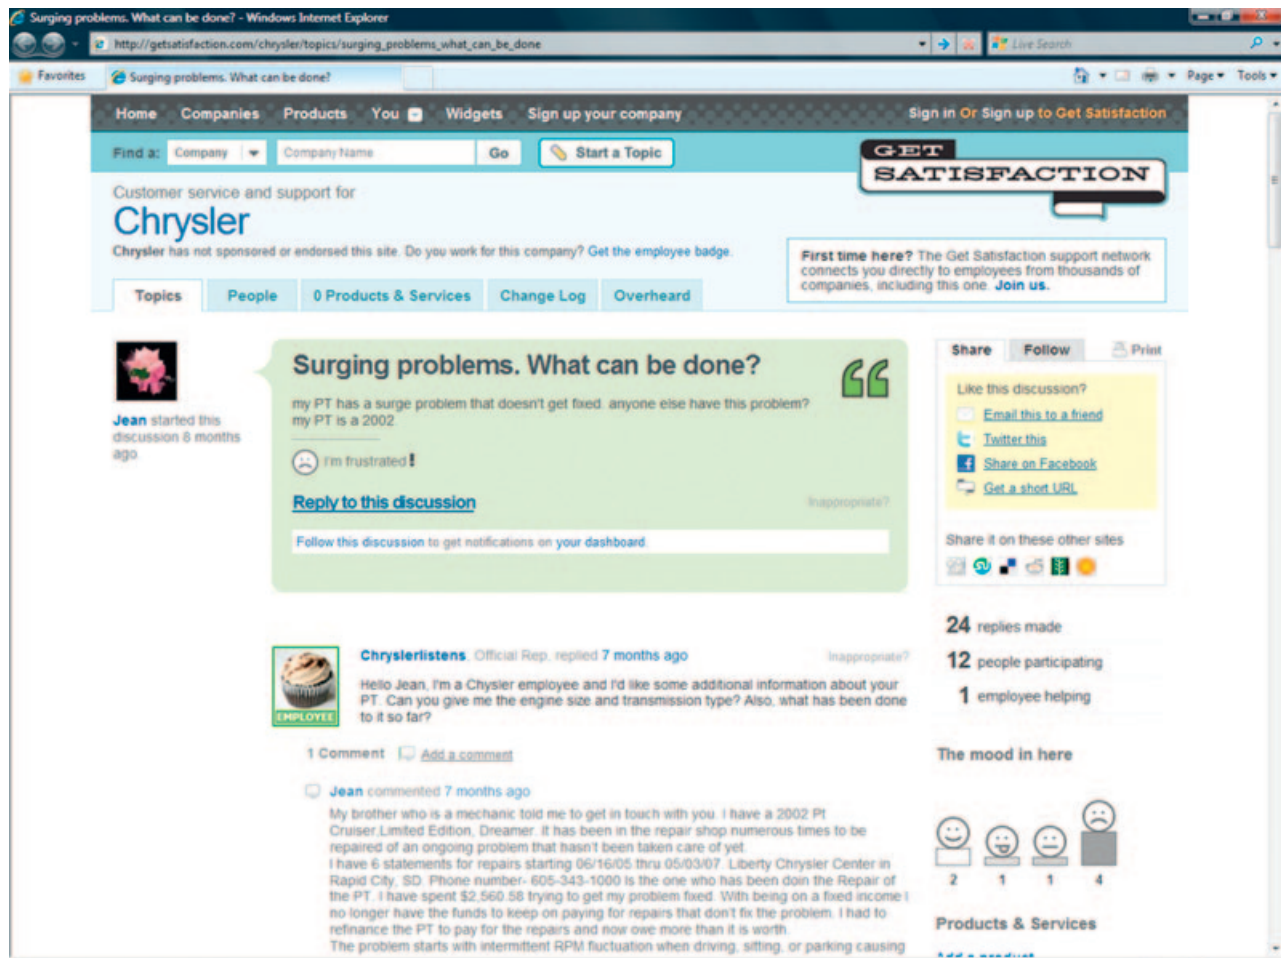 Surging problems. What can be done? - Windows Internet Explorer
http://getsatisfaction.com/chrysler/topics/surging_problems_what_can_be_done
Live Search
Favorites
Surging problems. What can be done?
Page
Tools
Home Companies Products You Widgets Sign up your company
Sign in Or Sign up to Get Satisfaction
Find a: Company Company Name Go Start a Topic
GET
SATISFACTION
Customer service and support for
Chrysler
Chrysler has not sponsored or endorsed this site. Do you work for this company? Get the employee badge.
First time here? The Get Satisfaction support network
connects you directly to employees from thousands of
companies, including this one. Join us.
Topics People 0 Products & Services Change Log Overheard
Jean started this
discussion 8 months
ago
Surging problems. What can be done?
my PT has a surge problem that doesn't get fixed. anyone else have this problem?
my PT is a 2002.
I'm frustrated!
Reply to this discussion
Inappropriate?
Follow this discussion to get notifications on your dashboard.
Share Follow Print
Like this discussion?
Email this to a friend
Twitter this
Share on Facebook
Get a short URL
Share it on these other sites
24 replies made
12 people participating
1 employee helping
EMPLOYEE
Chryslerlistens, Official Rep, replied 7 months ago
Inappropriate?
Hello Jean, I'm a Chysler employee and I'd like some additional information about your
PT. Can you give me the engine size and transmission type? Also, what has been done
to it so far?
1 Comment Add a comment
Jean commented 7 months ago
My brother who is a mechanic told me to get in touch with you. I have a 2002 Pt
Cruiser,Limited Edition, Dreamer. It has been in the repair shop numerous times to be
repaired of an ongoing problem that hasn't been taken care of yet.
I have 6 statements for repairs starting 06/16/05 thru 05/03/07. Liberty Chrysler Center in
Rapid City, SD. Phone number- 605-343-1000 is the one who has been doin the Repair of
the PT. I have spent $2,560.58 trying to get my problem fixed. With being on a fixed income I
no longer have the funds to keep on paying for repairs that don't fix the problem. I had to
refinance the PT to pay for the repairs and now owe more than it is worth.
The problem starts with intermittent RPM fluctuation when driving, sitting, or parking causing
The mood in here
2 1 1 4
Products & Services
Add a product